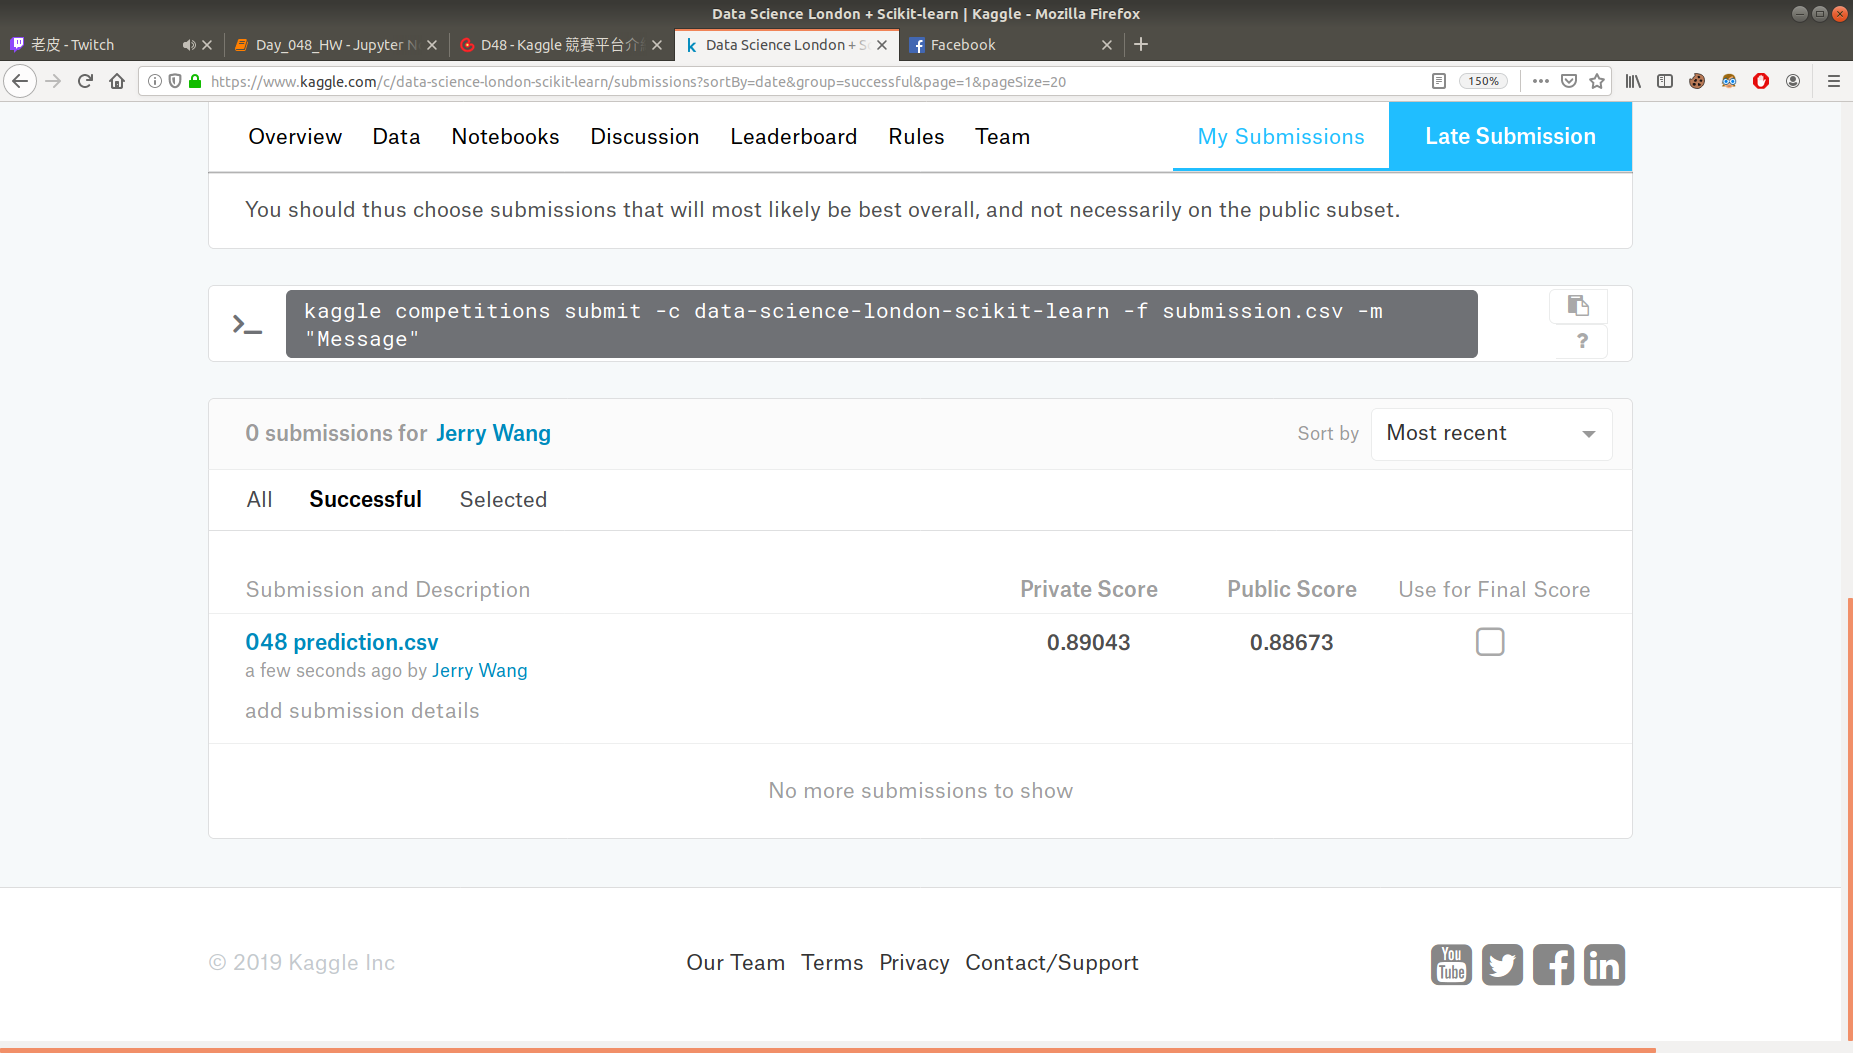 Data Science London + Scikit-learn | Kaggle - Mozilla Firefox
老皮 - Twitch
Day_048_HW - Jupyter N
D48 - Kaggle 競賽平台介
Data Science London + S
Facebook
https://www.kaggle.com/c/data-science-london-scikit-learn/submissions?sortBy=date&group=successful&page=1&pageSize=20
150%
Overview Data Notebooks Discussion Leaderboard Rules Team My Submissions Late Submission
You should thus choose submissions that will most likely be best overall, and not necessarily on the public subset.
kaggle competitions submit -c data-science-london-scikit-learn -f submission.csv -m
"Message"
?
0 submissions for Jerry Wang
Sort by Most recent
All Successful Selected
Submission and Description Private Score Public Score Use for Final Score
048 prediction.csv 0.89043 0.88673
a few seconds ago by Jerry Wang
add submission details
No more submissions to show
© 2019 Kaggle Inc Our Team Terms Privacy Contact/Support
You
Tube
in